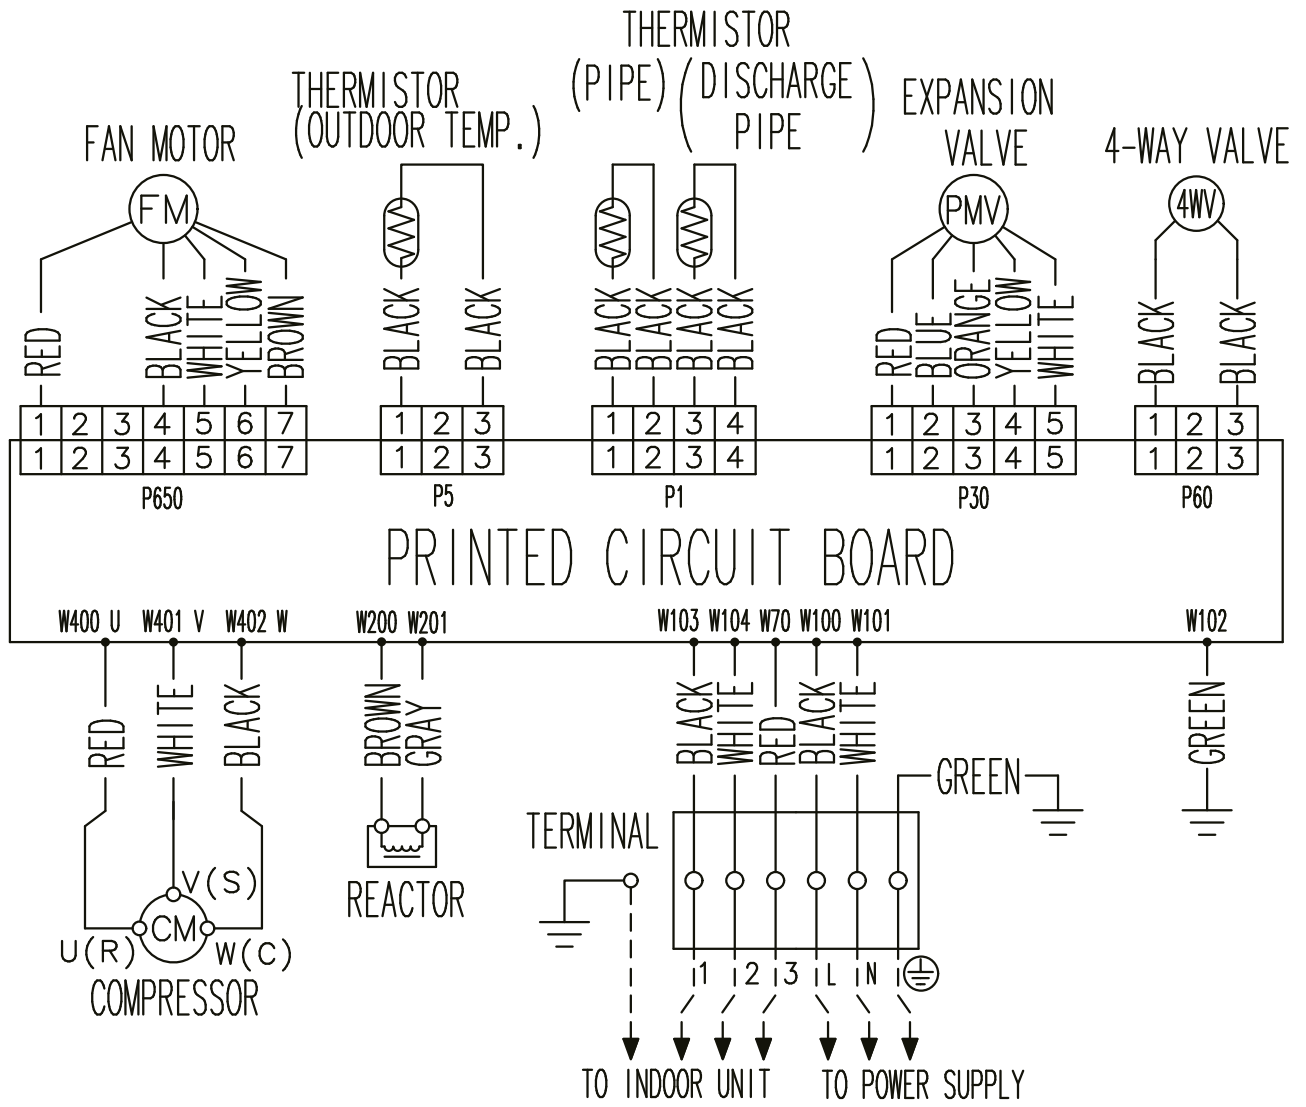 THERMISTOR
(PIPE) (DISCHARGE PIPE)
THERMISTOR
(OUTDOOR TEMP.)
EXPANSION
VALVE
FAN MOTOR
4-WAY VALVE
FM
PMV
4WV
RED BLACK WHITE YELLOW BROWN
BLACK BLACK
BLACK BLACK BLACK BLACK
RED BLUE ORANGE YELLOW WHITE
BLACK BLACK
1 2 3 4 5 6 7
1 2 3
1 2 3 4
1 2 3 4 5
1 2 3
1 2 3 4 5 6 7
1 2 3
1 2 3 4
1 2 3 4 5
1 2 3
P650
P5
P1
P30
P60
PRINTED CIRCUIT BOARD
W400 U W401 V W402 W
W200 W201
W103 W104 W70 W100 W101
W102
RED WHITE BLACK
BROWN GRAY
BLACK WHITE RED BLACK WHITE
GREEN
GREEN
TERMINAL
V(S)
REACTOR
CM
U(R)
W(C)
COMPRESSOR
1 2 3 L N
TO INDOOR UNIT
TO POWER SUPPLY